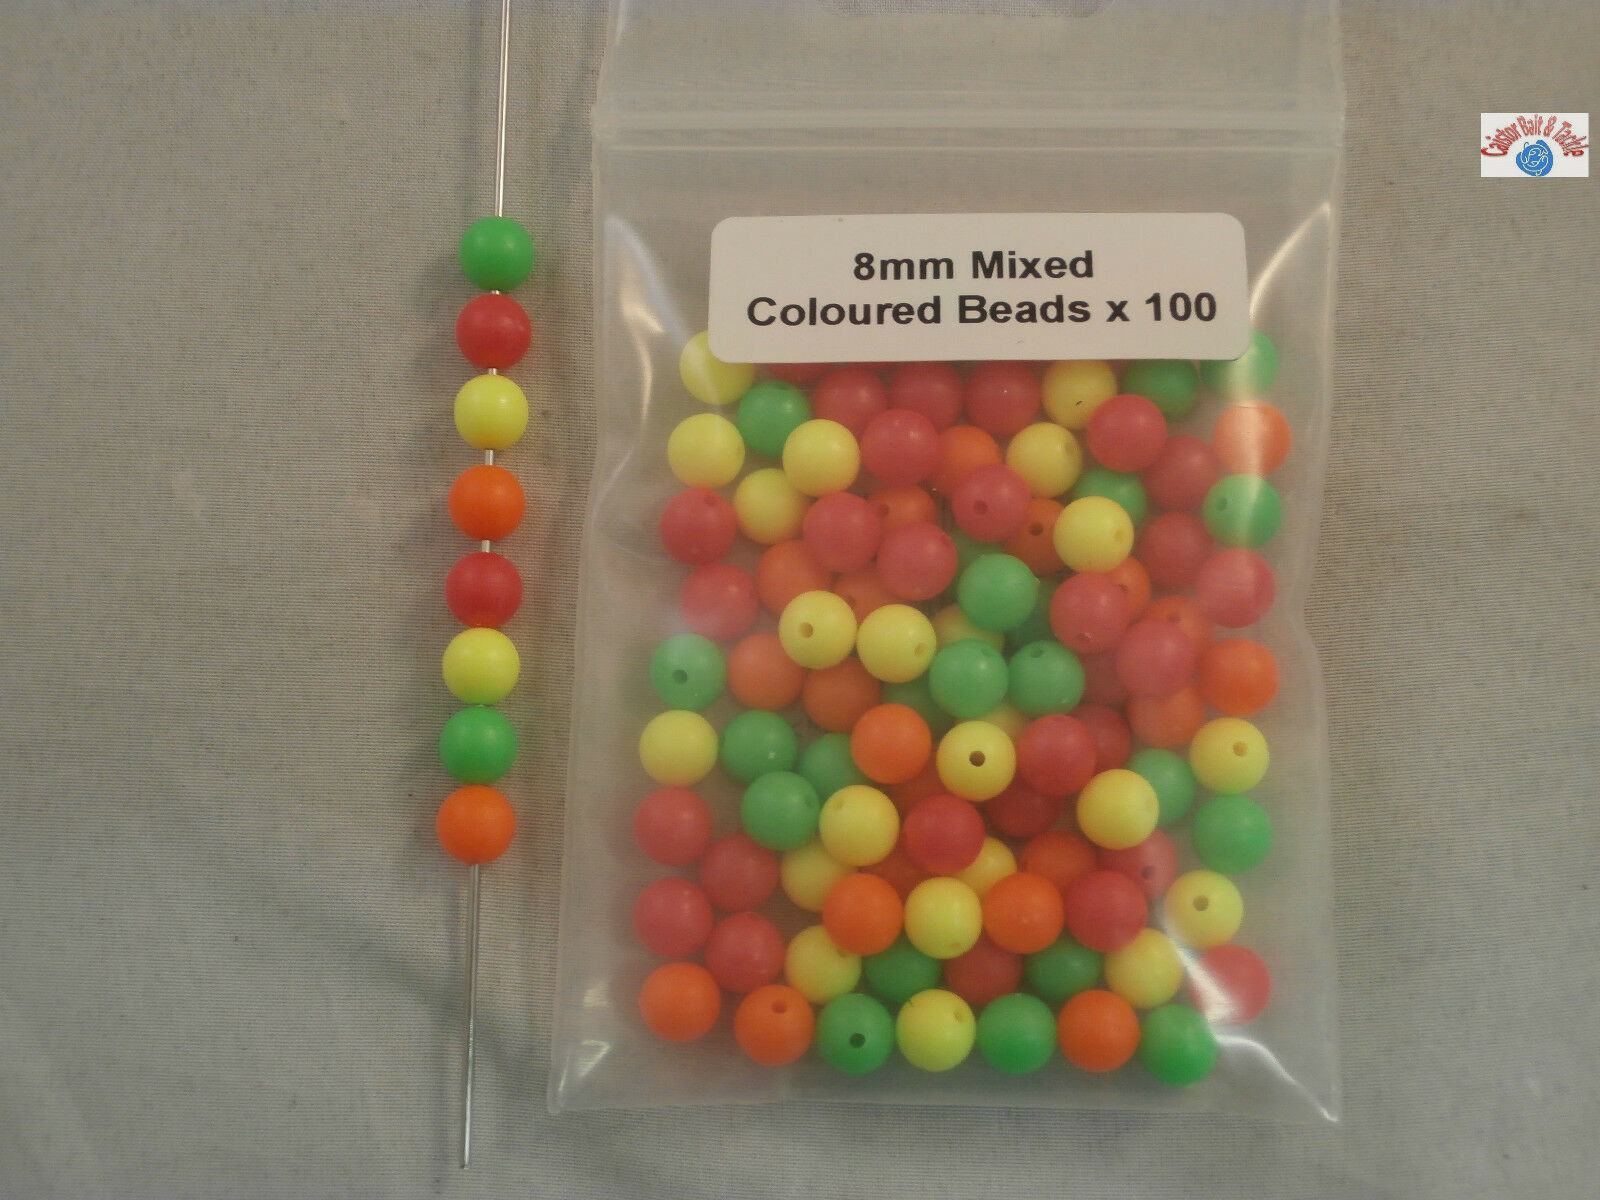 8mm Mixed
Coloured Beads x 100
Caistor Bait & Tackle